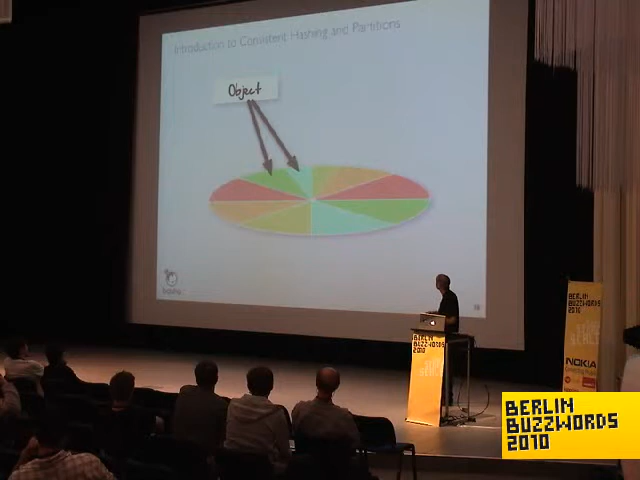 Introduction to Consistent Hashing and Partitions
Object
BERLIN
BUZZWORDS
2010
BERLIN
BUZZWORDS
2010
NOKIA
BERLIN
BUZZWORDS
2010